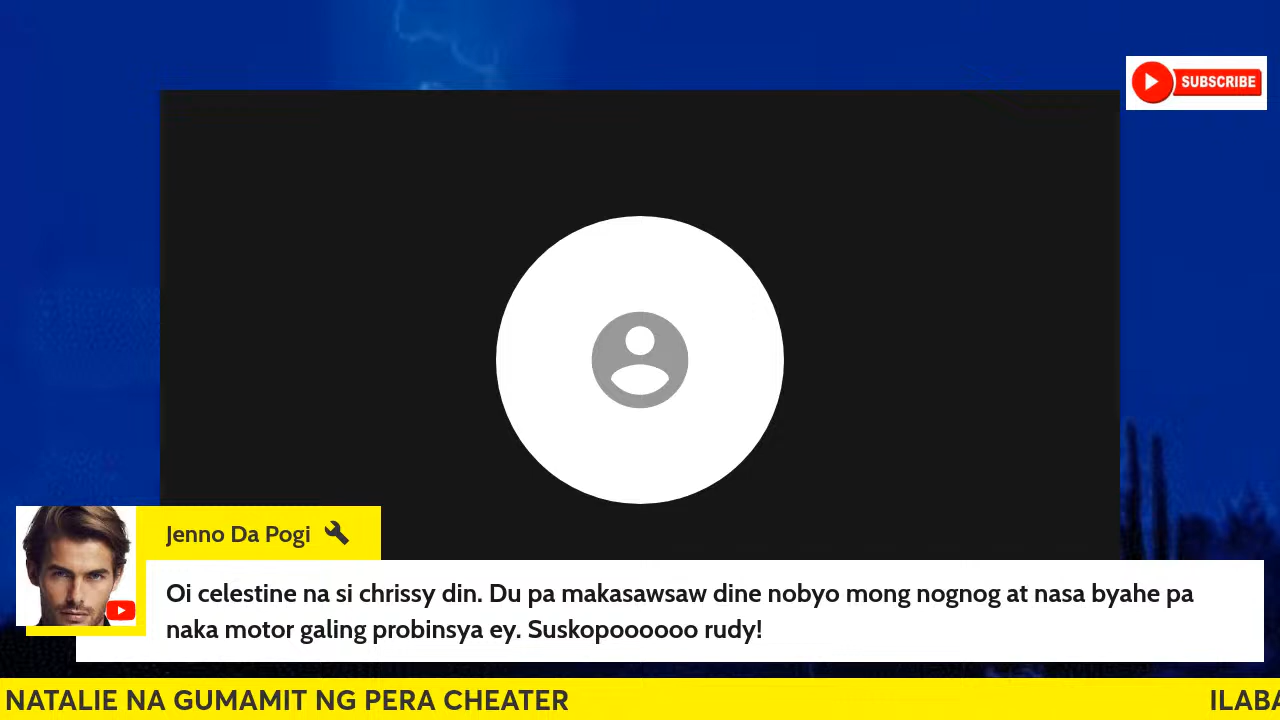 SUBSCRIBE
Jenno Da Pogi
Oi celestine na si chrissy din. Du pa makasawsaw dine nobyo mong nognog at nasa byahe pa
naka motor galing probinsya ey. Suskopoooooo rudy!
NATALIE NA GUMAMIT NG PERA CHEATER